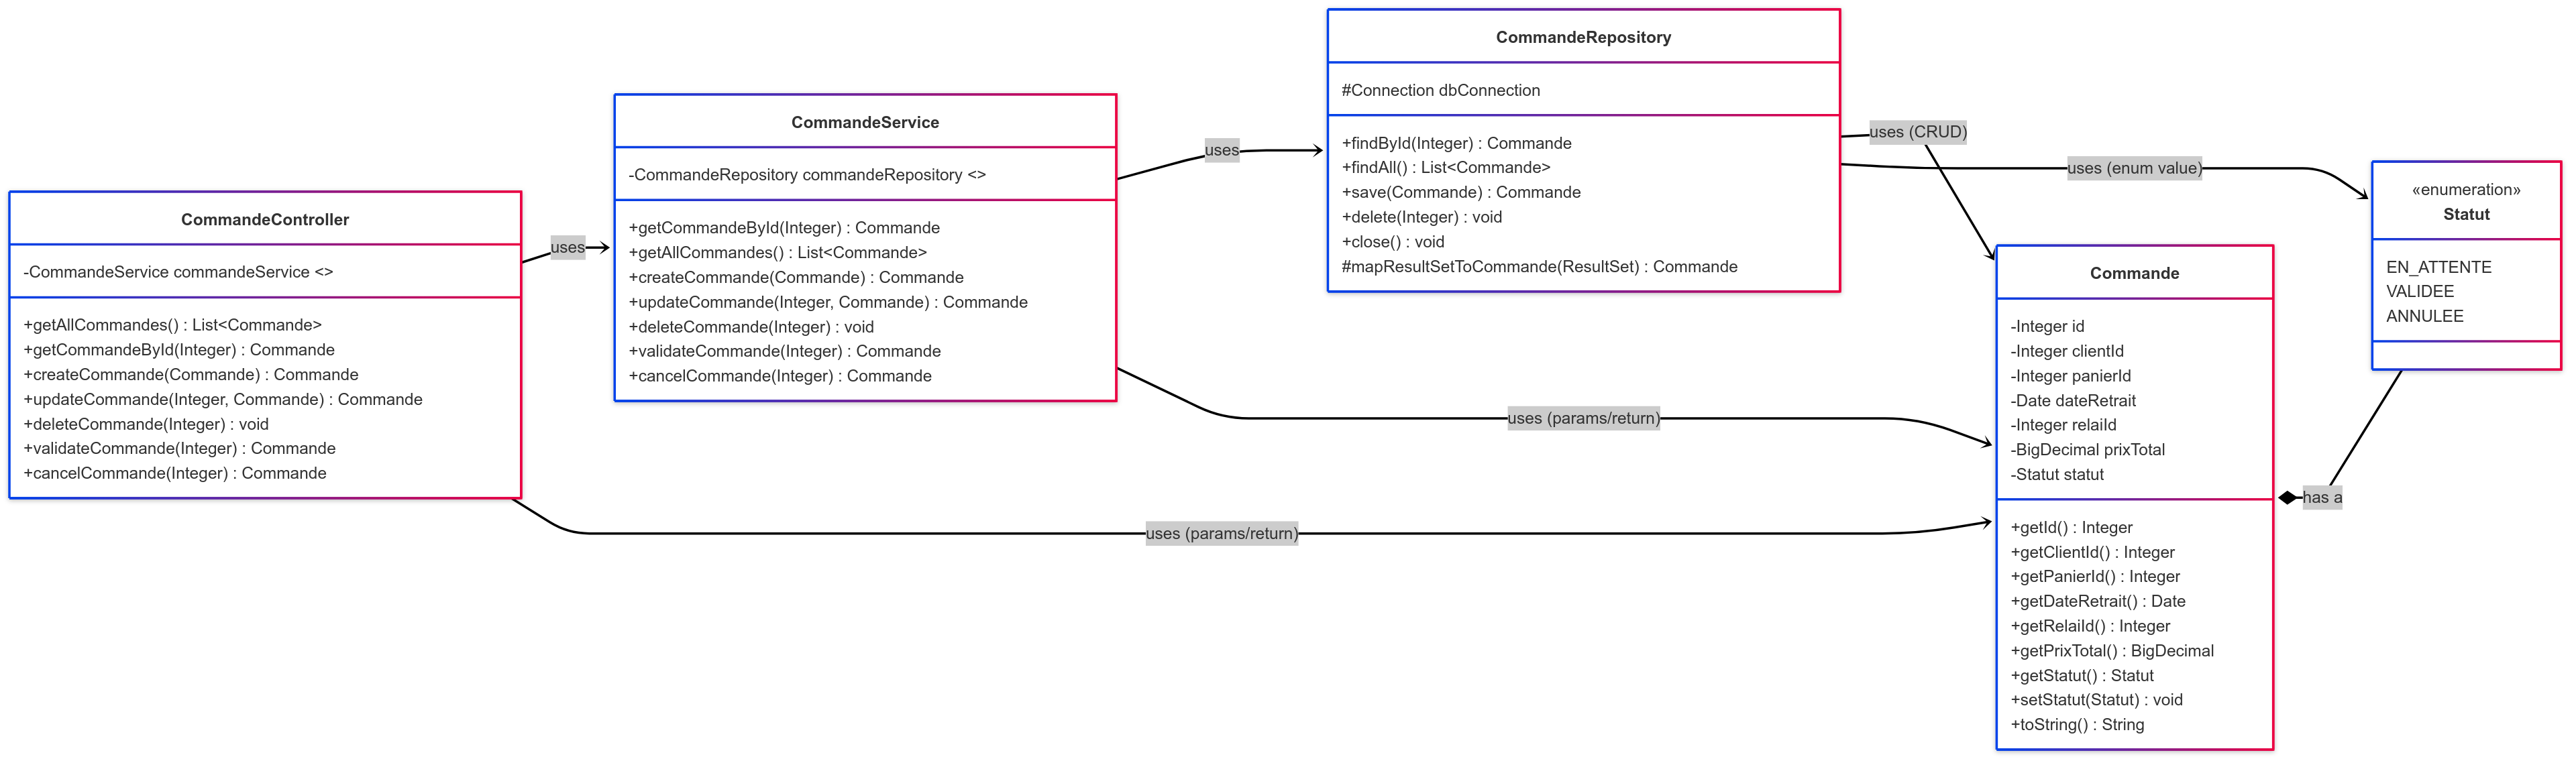 CommandeController
-CommandeService commandeService <>
+getAllCommandes() : List<Commande>
+getCommandeById(Integer) : Commande
+createCommande(Commande) : Commande
+updateCommande(Integer, Commande) : Commande
+deleteCommande(Integer) : void
+validateCommande(Integer) : Commande
+cancelCommande(Integer) : Commande
uses
CommandeService
-CommandeRepository commandeRepository <>
+getCommandeById(Integer) : Commande
+getAllCommandes() : List<Commande>
+createCommande(Commande) : Commande
+updateCommande(Integer, Commande) : Commande
+deleteCommande(Integer) : void
+validateCommande(Integer) : Commande
+cancelCommande(Integer) : Commande
uses
CommandeRepository
#Connection dbConnection
+findById(Integer) : Commande
+findAll() : List<Commande>
+save(Commande) : Commande
+delete(Integer) : void
+close() : void
#mapResultSetToCommande(ResultSet) : Commande
uses (CRUD)
uses (enum value)
uses (params/return)
uses (params/return)
Commande
-Integer id
-Integer clientId
-Integer panierId
-Date dateRetrait
-Integer relaiId
-BigDecimal prixTotal
-Statut statut
+getId() : Integer
+getClientId() : Integer
+getPanierId() : Integer
+getDateRetrait() : Date
+getRelaiId() : Integer
+getPrixTotal() : BigDecimal
+getStatut() : Statut
+setStatut(Statut) : void
+toString() : String
has a
«enumeration»
Statut
EN_ATTENTE
VALIDEE
ANNULEE